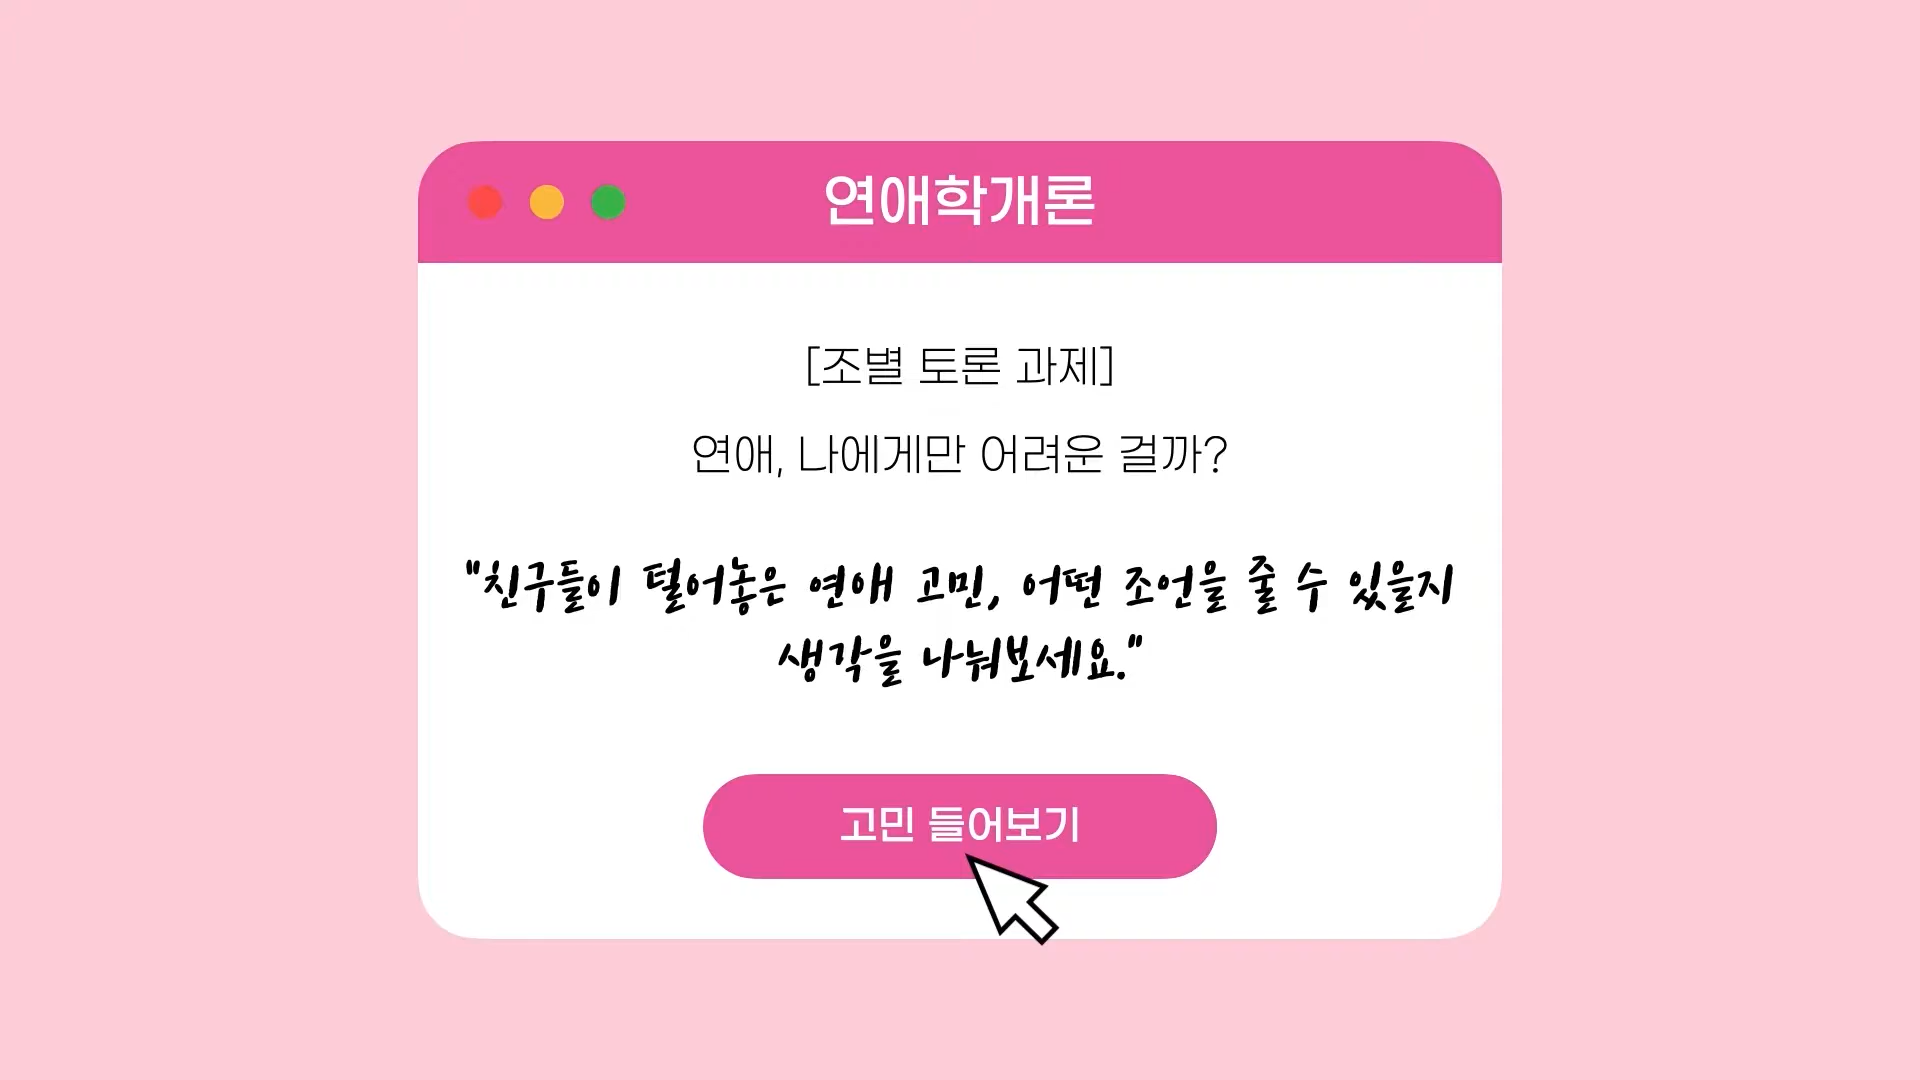 연애학개론
[조별 토론 과제]
연애, 나에게만 어려운 걸까?
"친구들이 털어놓은 연애 고민, 어떤 조언을 줄 수 있을지
생각을 나눠보세요."
고민 들어보기